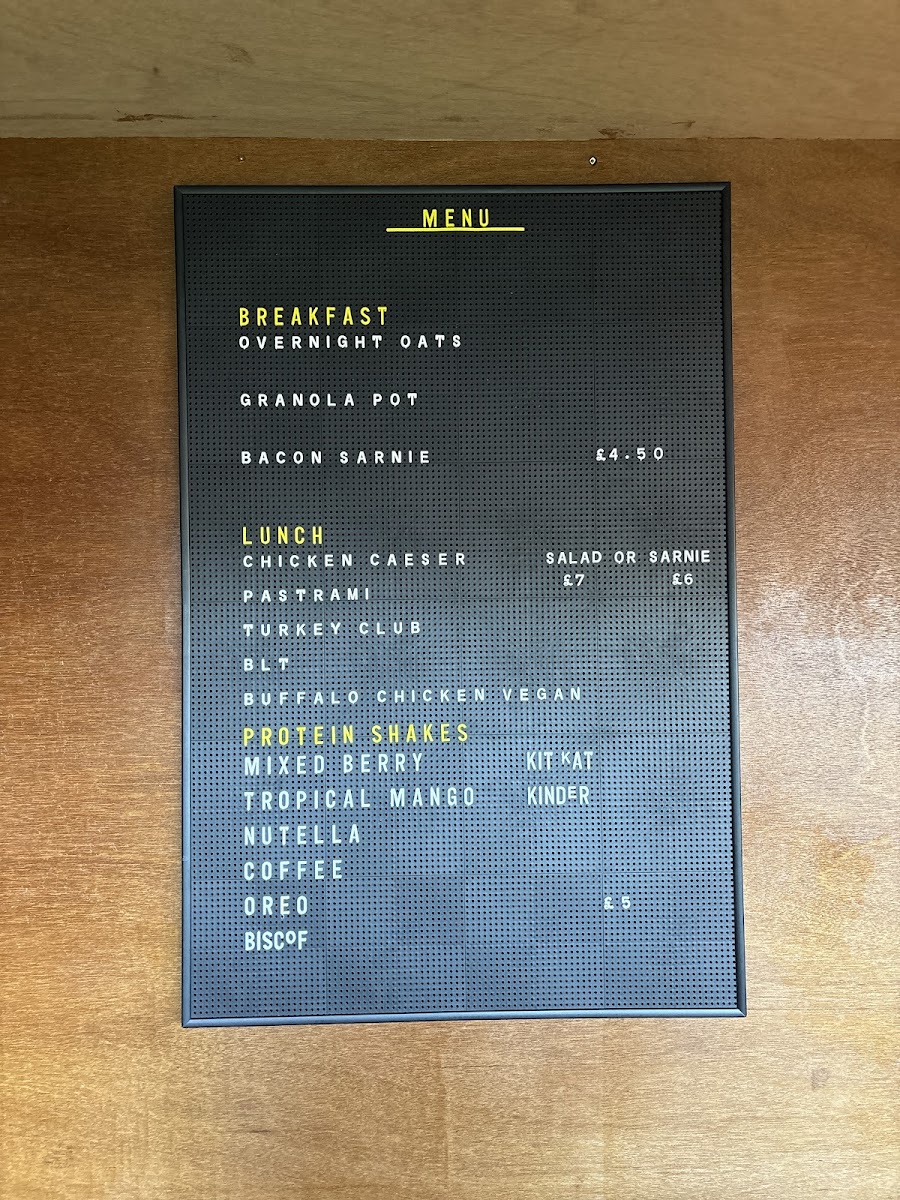 MENU
BREAKFAST
OVERNIGHT OATS
GRANOLA POT
BACON SARNIE £4.50
LUNCH
CHICKEN CAESER SALAD OR SARNIE
£7 £6
PASTRAMI
TURKEY CLUB
BLT
BUFFALO CHICKEN VEGAN
PROTEIN SHAKES
MIXED BERRY KIT KAT
TROPICAL MANGO KINDER
NUTELLA
COFFEE
OREO £5
BISCOF